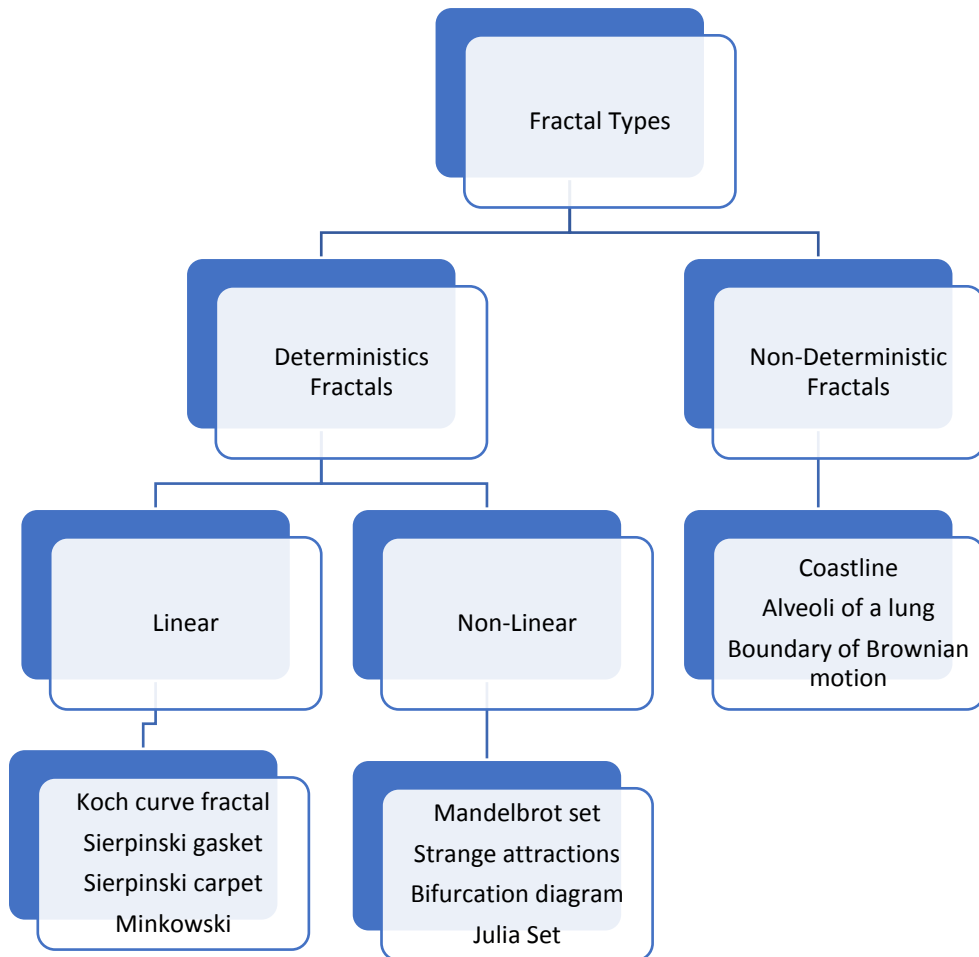 Fractal Types
Deterministics
Fractals
Non-Deterministic
Fractals
Linear
Non-Linear
Coastline
Alveoli of a lung
Boundary of Brownian
motion
Koch curve fractal
Sierpinski gasket
Sierpinski carpet
Minkowski
Mandelbrot set
Strange attractions
Bifurcation diagram
Julia Set